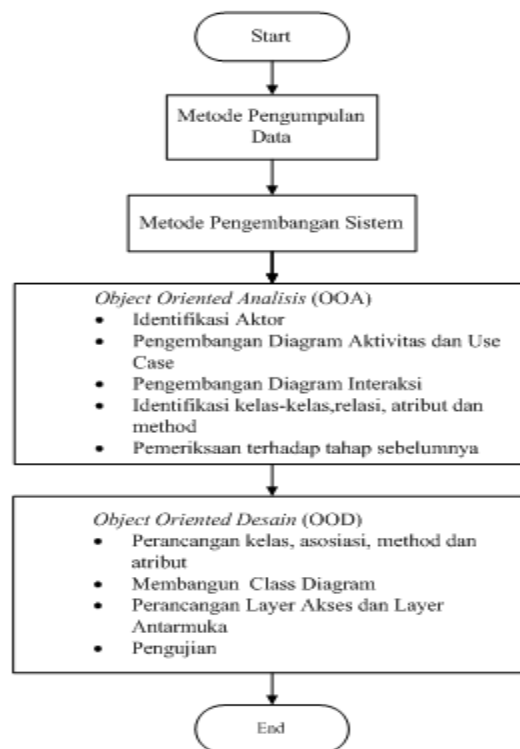 Start
Metode Pengumpulan
Data
Metode Pengembangan Sistem
Object Oriented Analisis (OOA)
• Identifikasi Aktor
• Pengembangan Diagram Aktivitas dan Use
Case
• Pengembangan Diagram Interaksi
• Identifikasi kelas-kelas,relasi, atribut dan
method
• Pemeriksaan terhadap tahap sebelumnya
Object Oriented Desain (OOD)
• Perancangan kelas, asosiasi, method dan
atribut
• Membangun Class Diagram
• Perancangan Layer Akses dan Layer
Antarmuka
• Pengujian
End